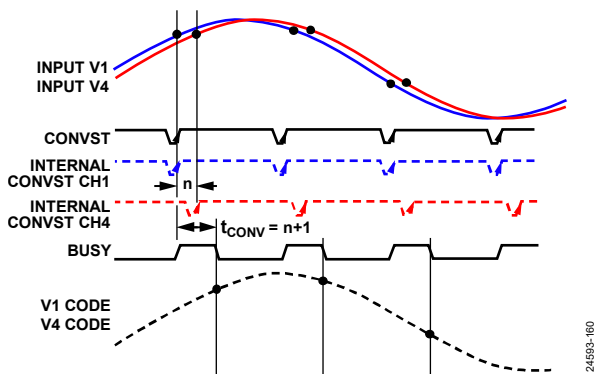 INPUT V1
INPUT V4
CONVST
INTERNAL
CONVST CH1
n
INTERNAL
CONVST CH4
tCONV = n+1
BUSY
V1 CODE
V4 CODE
24593-160